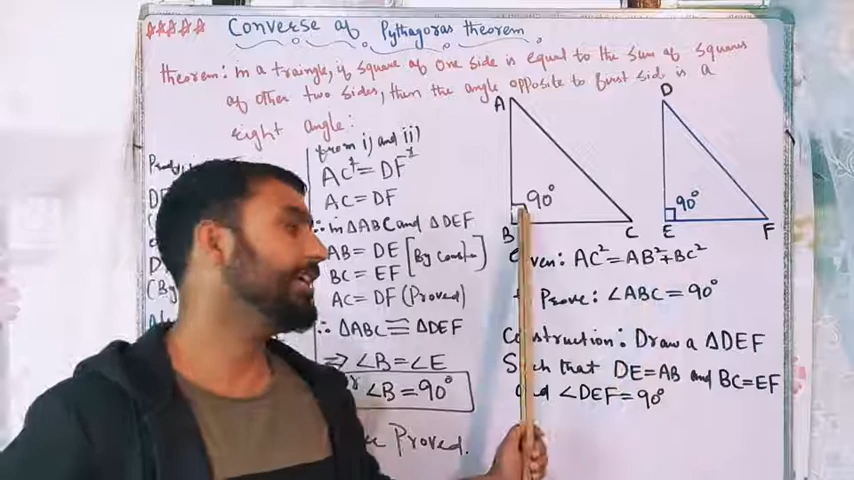 Converse of Pythagoras theorem
theorem: In a traingle, if square of one side is equal to the sum of squares
of other two sides, then the angle opposite to first side is a
right angle:
from i) and ii)
AC² = DF²
AC = DF
∴ in ΔABC and ΔDEF
AB = DE
BC = EF
[By Const^n]
AC = DF (Proved)
∴ ΔABC ≅ ΔDEF
⇒ ∠B = ∠E
∠B = 90°
Proved.
A
90°
B
C
D
90°
E
F
Given: AC² = AB² + BC²
Prove: ∠ABC = 90°
Construction: Draw a ΔDEF
Such that DE = AB and BC = EF
and ∠DEF = 90°